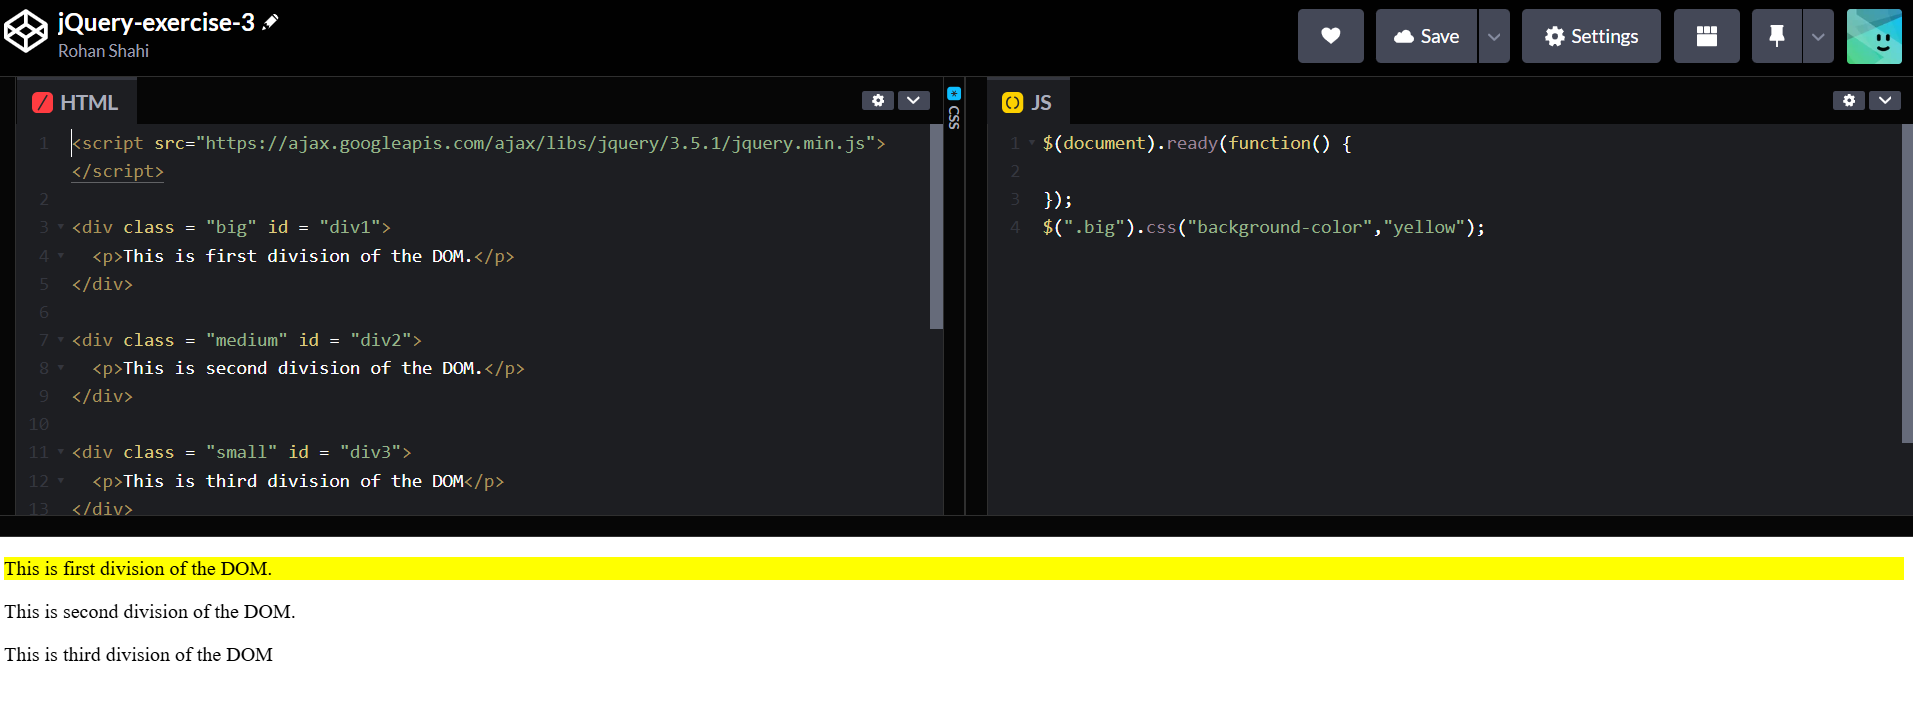 jQuery-exercise-3
Rohan Shahi
Save
Settings
HTML
1 <script src="https://ajax.googleapis.com/ajax/libs/jquery/3.5.1/jquery.min.js">
</script>
2
3 <div class = "big" id = "div1">
4 <p>This is first division of the DOM.</p>
5 </div>
6
7 <div class = "medium" id = "div2">
8 <p>This is second division of the DOM.</p>
9 </div>
10
11 <div class = "small" id = "div3">
12 <p>This is third division of the DOM</p>
13 </div>
CSS
JS
1 $(document).ready(function() {
2
3 });
4 $(".big").css("background-color","yellow");
This is first division of the DOM.
This is second division of the DOM.
This is third division of the DOM